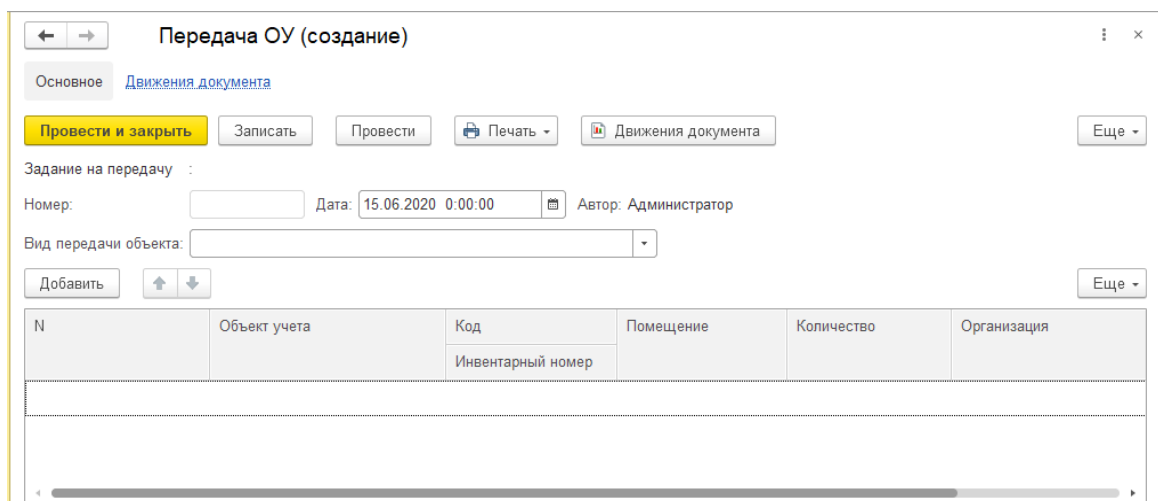 Передача ОУ (создание)
Основное Движения документа
Провести и закрыть Записать Провести Печать Движения документа Еще
Задание на передачу :
Номер: Дата: 15.06.2020 0:00:00 Автор: Администратор
Вид передачи объекта:
Добавить Еще
N Объект учета Код Помещение Количество Организация
Инвентарный номер